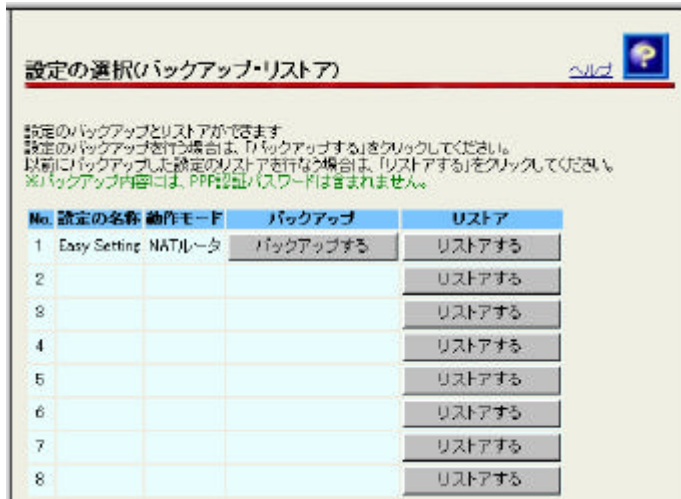 設定の選択(バックアップ・リストア)
ヘルプ
設定のバックアップとリストアができます
設定のバックアップを行う場合は、「バックアップする」をクリックしてください。
以前にバックアップした設定のリストアを行なう場合は、「リストアする」をクリックしてください。
※バックアップ内容には、PPP認証パスワードは含まれません。
No. 設定の名称 動作モード バックアップ リストア
1 Easy Setting NATルータ バックアップする リストアする
2 リストアする
3 リストアする
4 リストアする
5 リストアする
6 リストアする
7 リストアする
8 リストアする